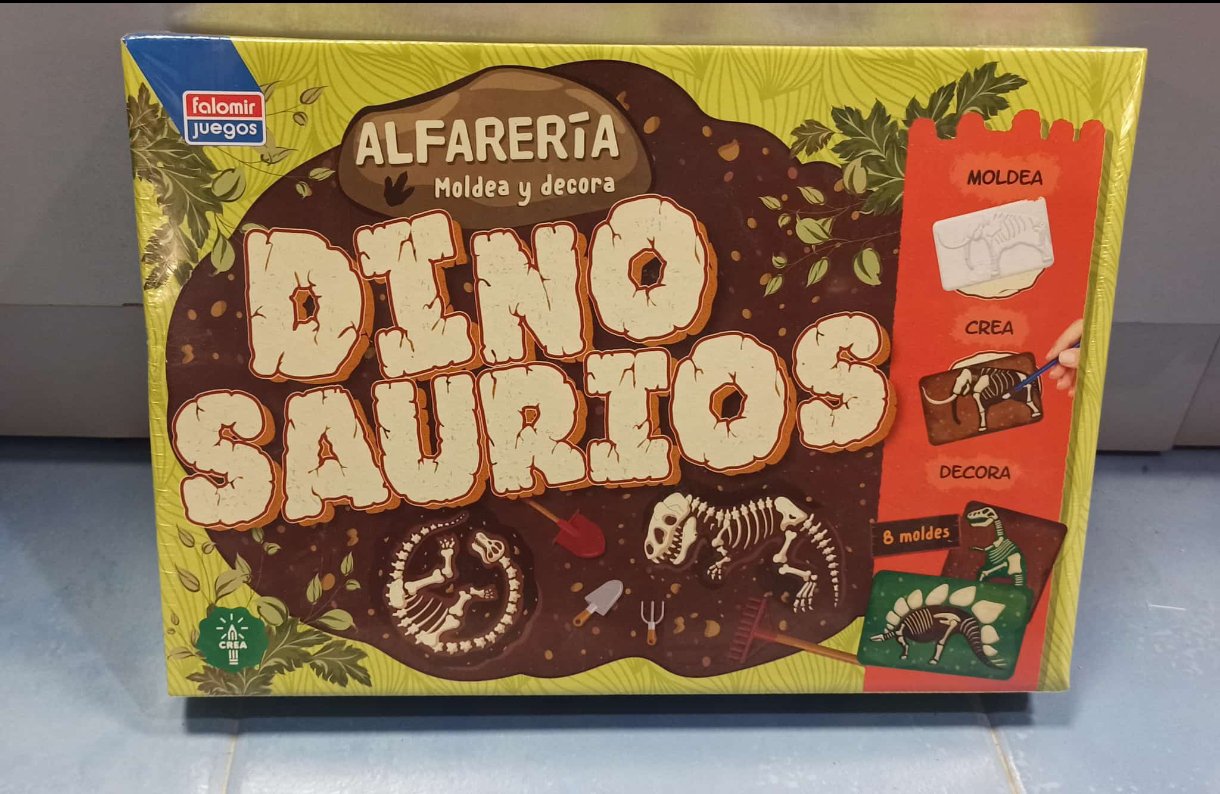 falomir
juegos
ALFARERÍA
Moldea y decora
DINO
SAURIOS
MOLDEA
CREA
DECORA
8 moldes
CREA